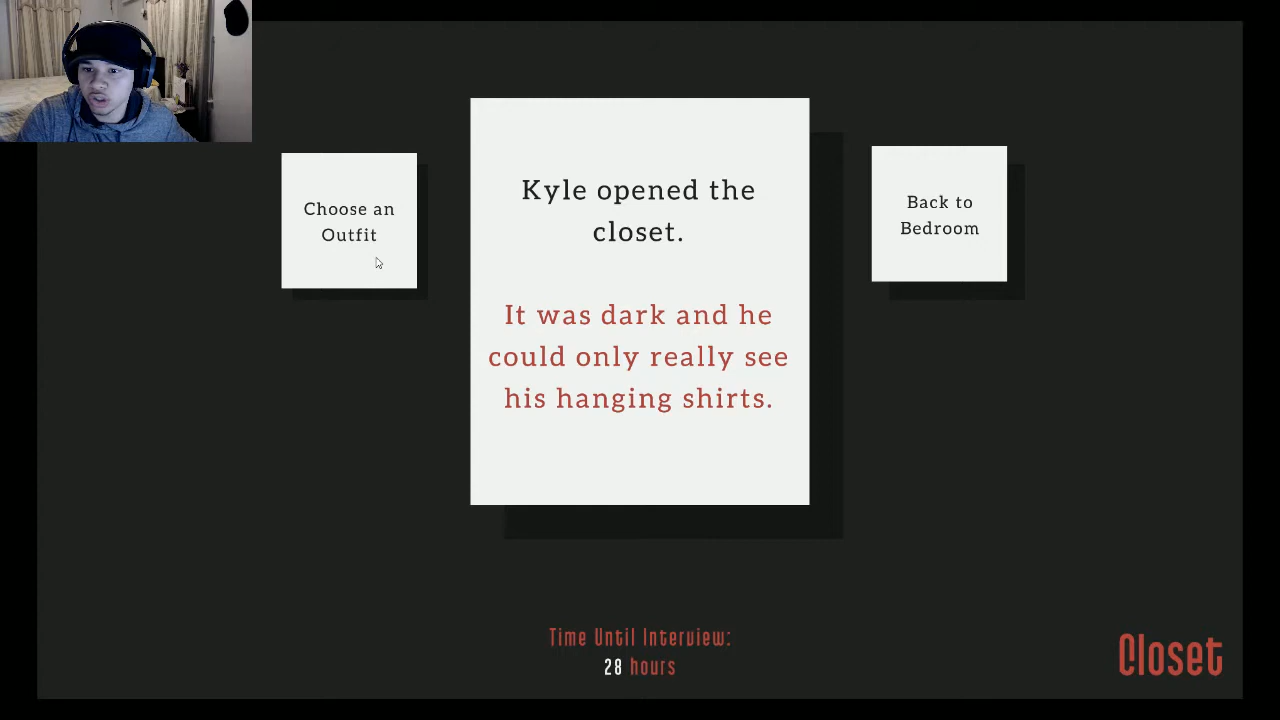 Choose an
Outfit
Kyle opened the
closet.
It was dark and he
could only really see
his hanging shirts.
Back to
Bedroom
Time Until Interview:
28 hours
Closet